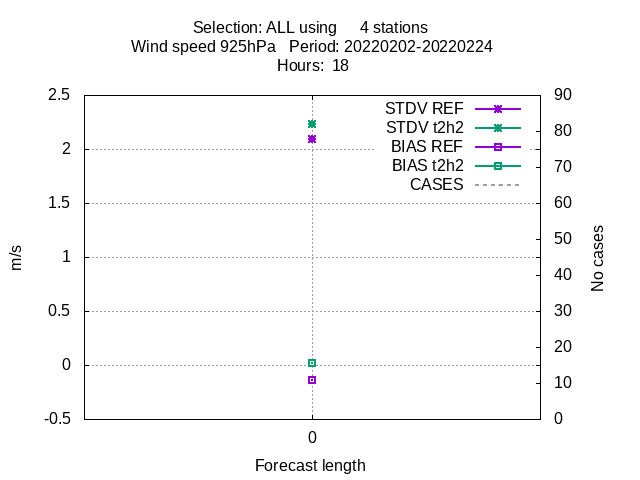 Selection: ALL using      4 stations
Wind speed 925hPa   Period: 20220202-20220224
Hours:  18
2.5
2
1.5
1
0.5
0
-0.5
m/s
90
80
70
60
50
40
30
20
10
0
No cases
STDV REF
STDV t2h2
BIAS REF
BIAS t2h2
CASES
0
Forecast length